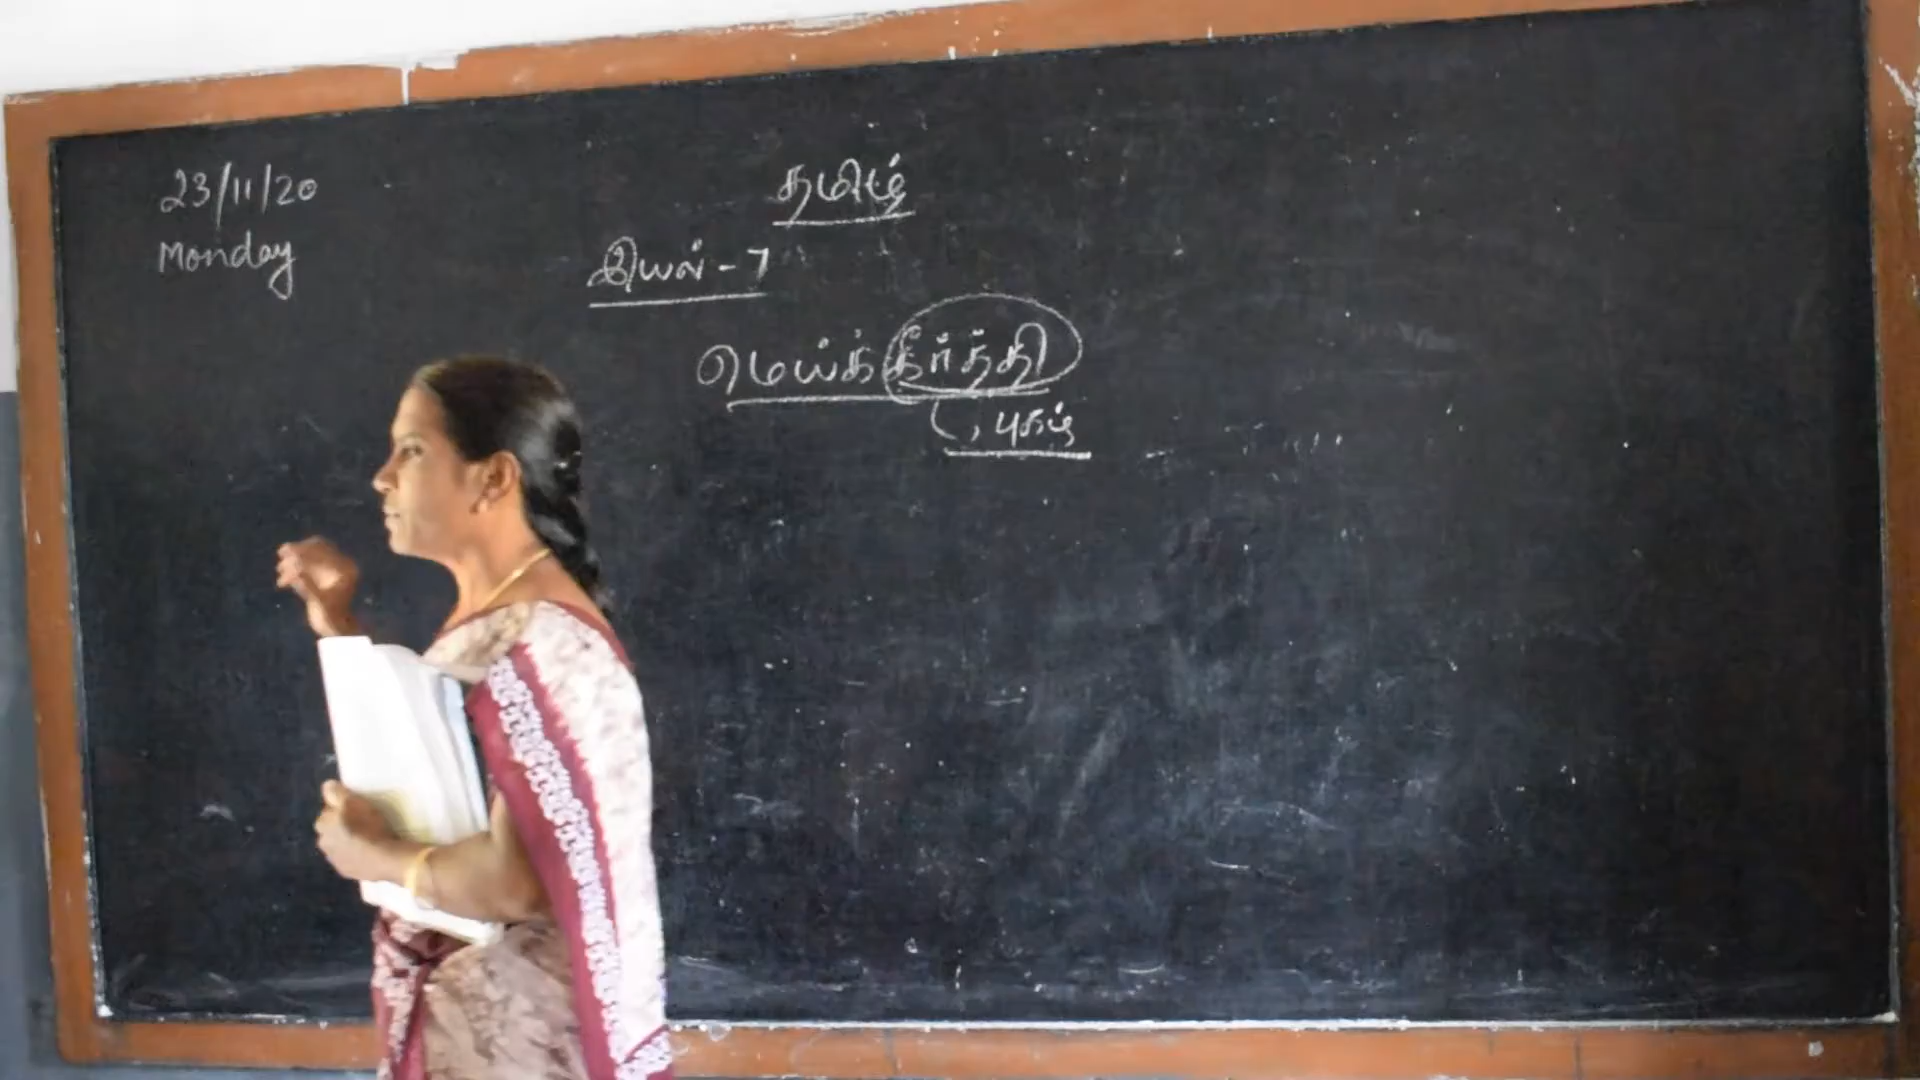 23/11/20
Monday
தமிழ்
இயல் - 7
மெய்க்கீர்த்தி
புகழ்